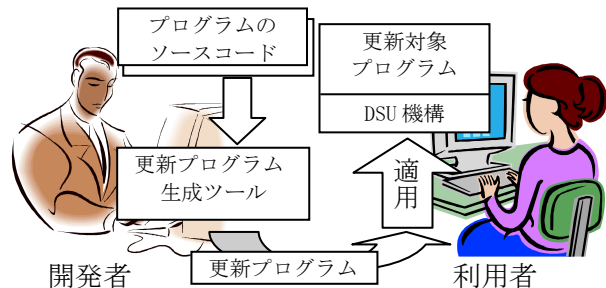 プログラムの
ソースコード
更新対象
プログラム
DSU 機構
更新プログラム
生成ツール
適用
更新プログラム
開発者
利用者